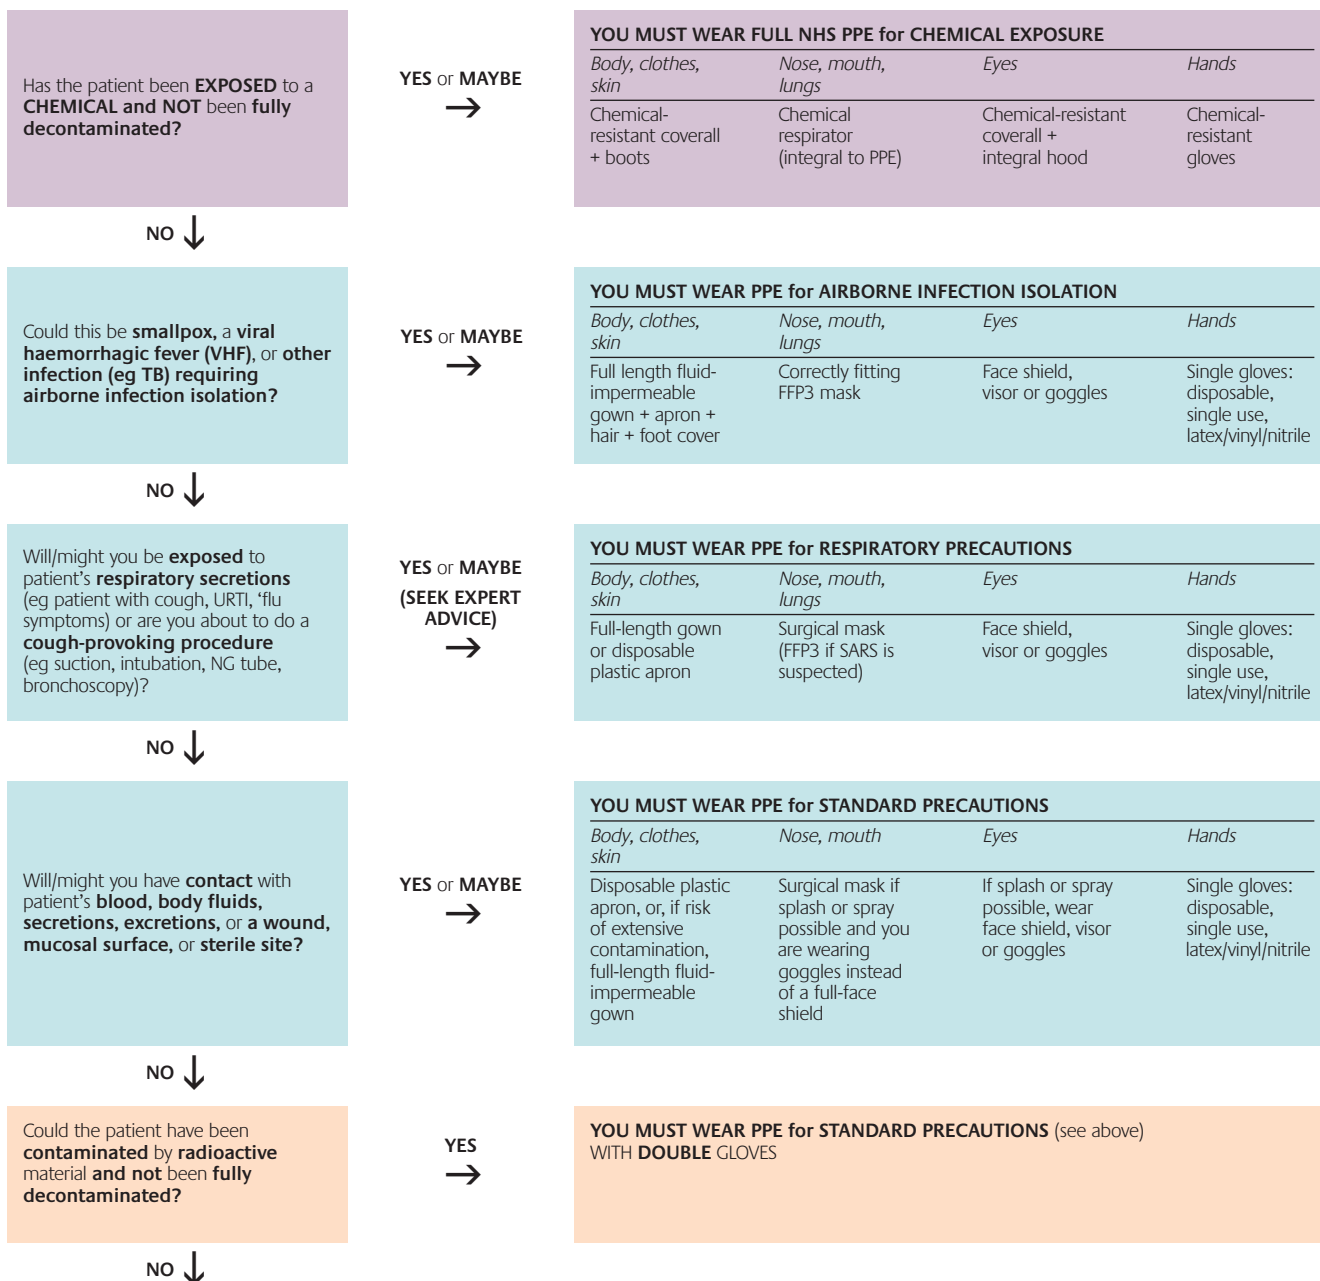 Has the patient been EXPOSED to a
CHEMICAL and NOT been fully
decontaminated?
YES or MAYBE
→
YOU MUST WEAR FULL NHS PPE for CHEMICAL EXPOSURE
Body, clothes,
skin
Nose, mouth,
lungs
Eyes
Hands
Chemical-
resistant coverall
+ boots
Chemical
respirator
(integral to PPE)
Chemical-resistant
coverall +
integral hood
Chemical-
resistant
gloves
NO ↓
Could this be smallpox, a viral
haemorrhagic fever (VHF), or other
infection (eg TB) requiring
airborne infection isolation?
YES or MAYBE
→
YOU MUST WEAR PPE for AIRBORNE INFECTION ISOLATION
Body, clothes,
skin
Nose, mouth,
lungs
Eyes
Hands
Full length fluid-
impermeable
gown + apron +
hair + foot cover
Correctly fitting
FFP3 mask
Face shield,
visor or goggles
Single gloves:
disposable,
single use,
latex/vinyl/nitrile
NO ↓
Will/might you be exposed to
patient's respiratory secretions
(eg patient with cough, URTI, ‘flu
symptoms) or are you about to do a
cough-provoking procedure
(eg suction, intubation, NG tube,
bronchoscopy)?
YES or MAYBE
(SEEK EXPERT
ADVICE)
→
YOU MUST WEAR PPE for RESPIRATORY PRECAUTIONS
Body, clothes,
skin
Nose, mouth,
lungs
Eyes
Hands
Full-length gown
or disposable
plastic apron
Surgical mask
(FFP3 if SARS is
suspected)
Face shield,
visor or goggles
Single gloves:
disposable,
single use,
latex/vinyl/nitrile
NO ↓
Will/might you have contact with
patient's blood, body fluids,
secretions, excretions, or a wound,
mucosal surface, or sterile site?
YES or MAYBE
→
YOU MUST WEAR PPE for STANDARD PRECAUTIONS
Body, clothes,
skin
Nose, mouth
Eyes
Hands
Disposable plastic
apron, or, if risk
of extensive
contamination,
full-length fluid-
impermeable
gown
Surgical mask if
splash or spray
possible and you
are wearing
goggles instead
of a full-face
shield
If splash or spray
possible, wear
face shield, visor
or goggles
Single gloves:
disposable,
single use,
latex/vinyl/nitrile
NO ↓
Could the patient have been
contaminated by radioactive
material and not been fully
decontaminated?
YES
→
YOU MUST WEAR PPE for STANDARD PRECAUTIONS (see above)
WITH DOUBLE GLOVES
NO ↓